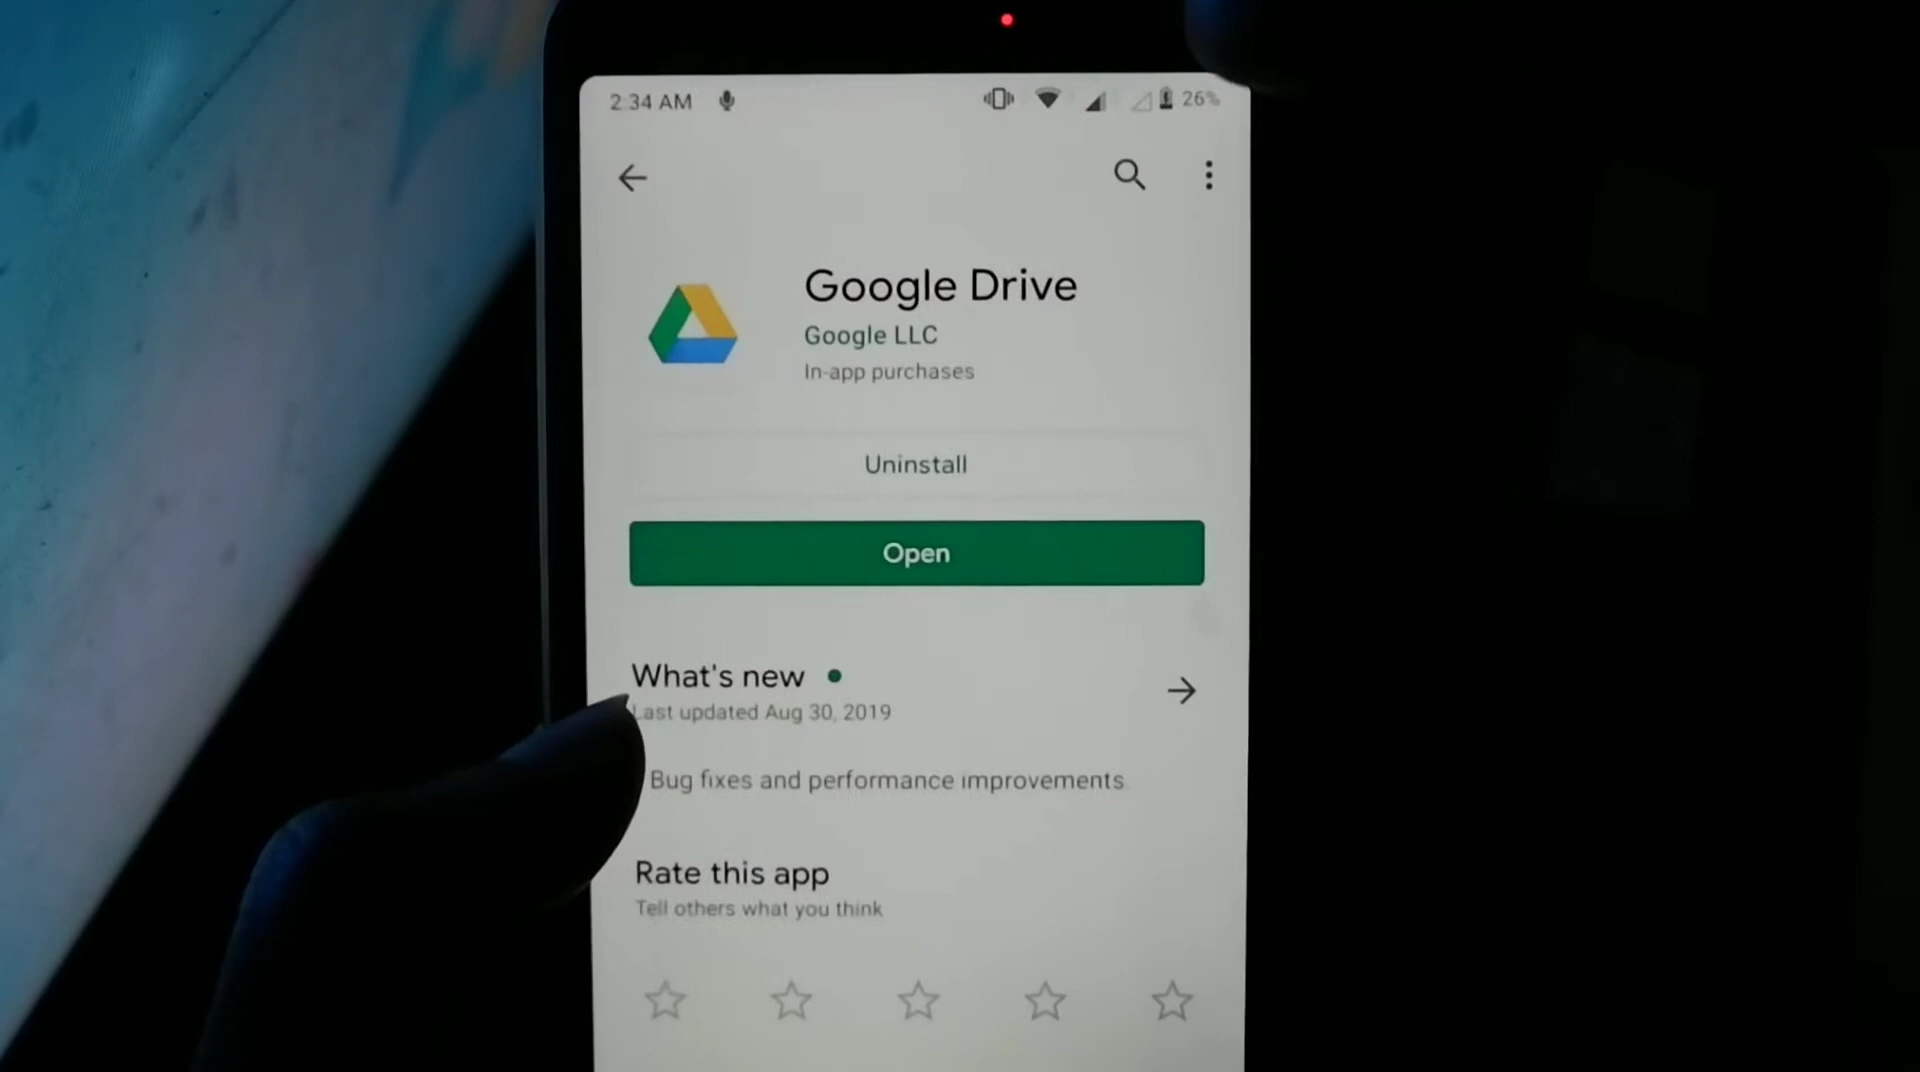 2:34 AM 26%
Google Drive
Google LLC
In-app purchases
Uninstall
Open
What's new
Last updated Aug 30, 2019
Bug fixes and performance improvements.
Rate this app
Tell others what you think